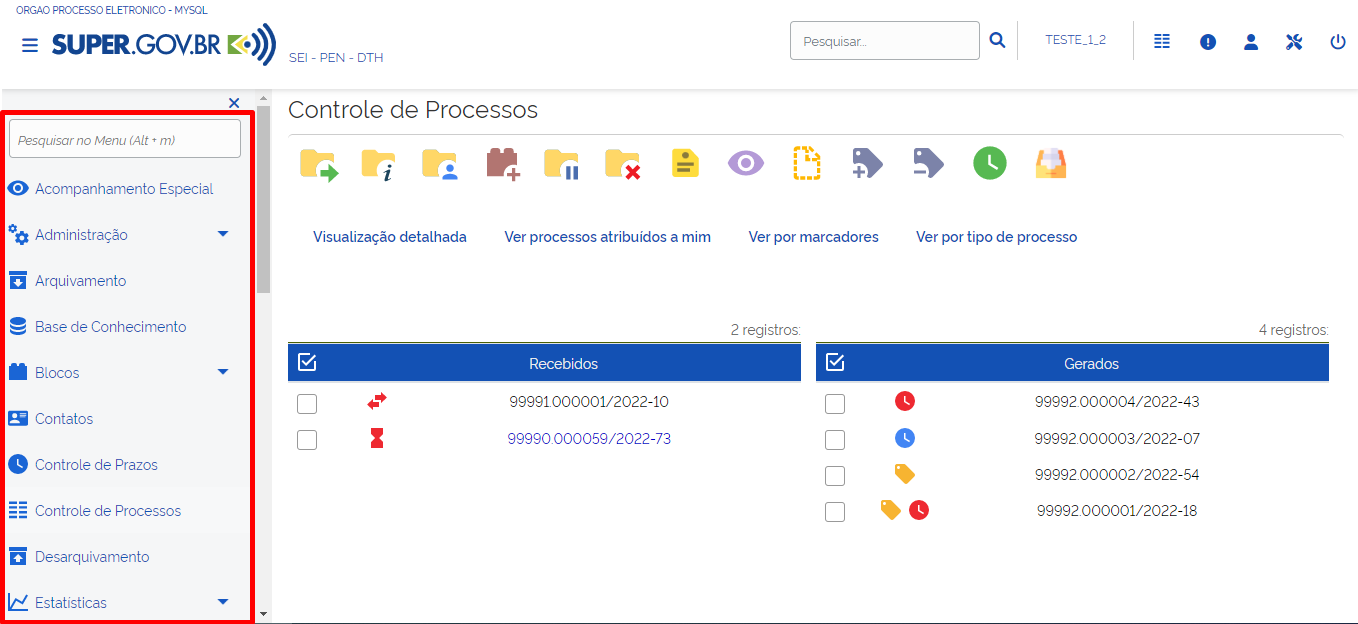 ORGAO PROCESSO ELETRONICO - MYSQL
SUPER.GOV.BR
SEI - PEN - DTH
Pesquisar...
TESTE_1_2
Pesquisar no Menu (Alt + m)
Acompanhamento Especial
Administração
Arquivamento
Base de Conhecimento
Blocos
Contatos
Controle de Prazos
Controle de Processos
Desarquivamento
Estatísticas
Controle de Processos
Visualização detalhada
Ver processos atribuídos a mim
Ver por marcadores
Ver por tipo de processo
2 registros:
Recebidos
99991.000001/2022-10
99990.000059/2022-73
4 registros:
Gerados
99992.000004/2022-43
99992.000003/2022-07
99992.000002/2022-54
99992.000001/2022-18